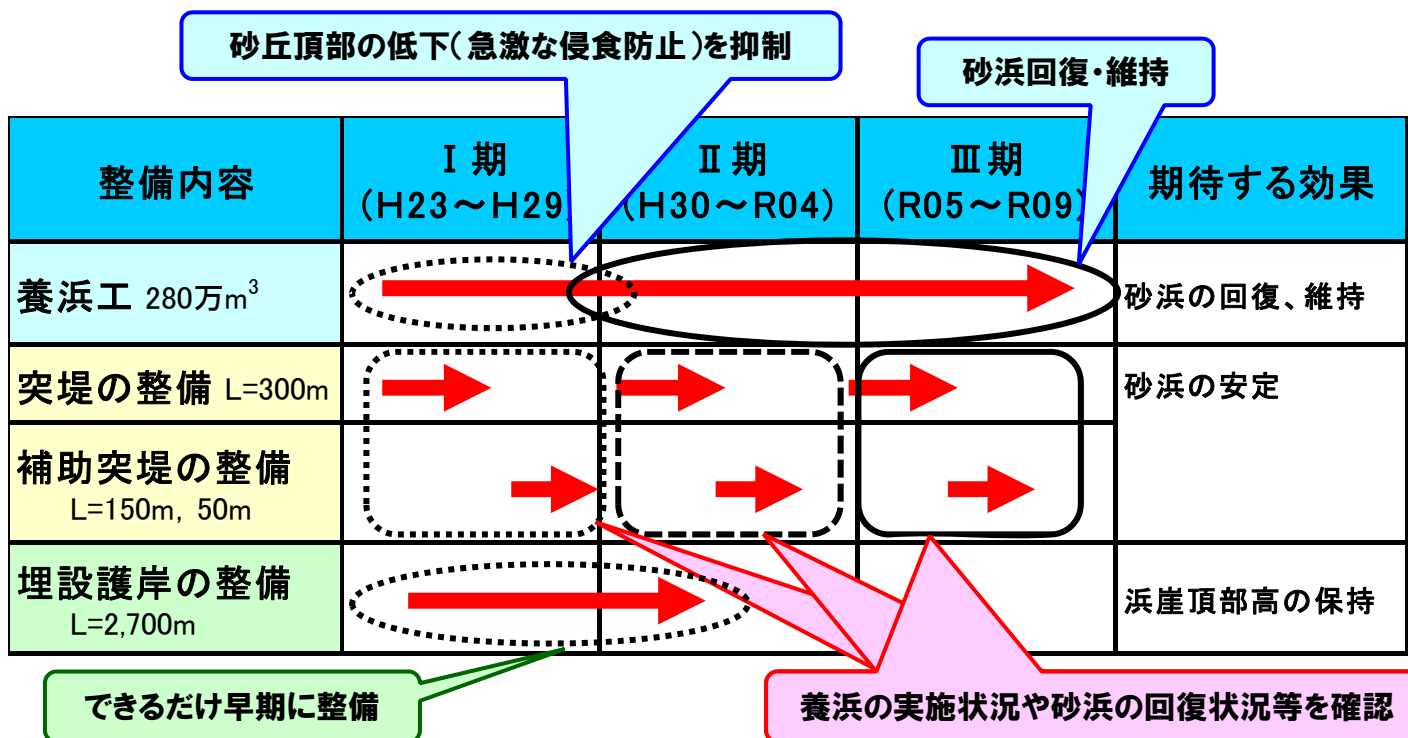 砂丘頂部の低下(急激な侵食防止)を抑制
砂浜回復・維持
整備内容
Ⅰ期
(H23～H29)
Ⅱ期
(H30～R04)
Ⅲ期
(R05～R09)
期待する効果
養浜工 280万m³
砂浜の回復、維持
突堤の整備 L=300m
砂浜の安定
補助突堤の整備
L=150m, 50m
埋設護岸の整備
L=2,700m
浜崖頂部高の保持
できるだけ早期に整備
養浜の実施状況や砂浜の回復状況等を確認